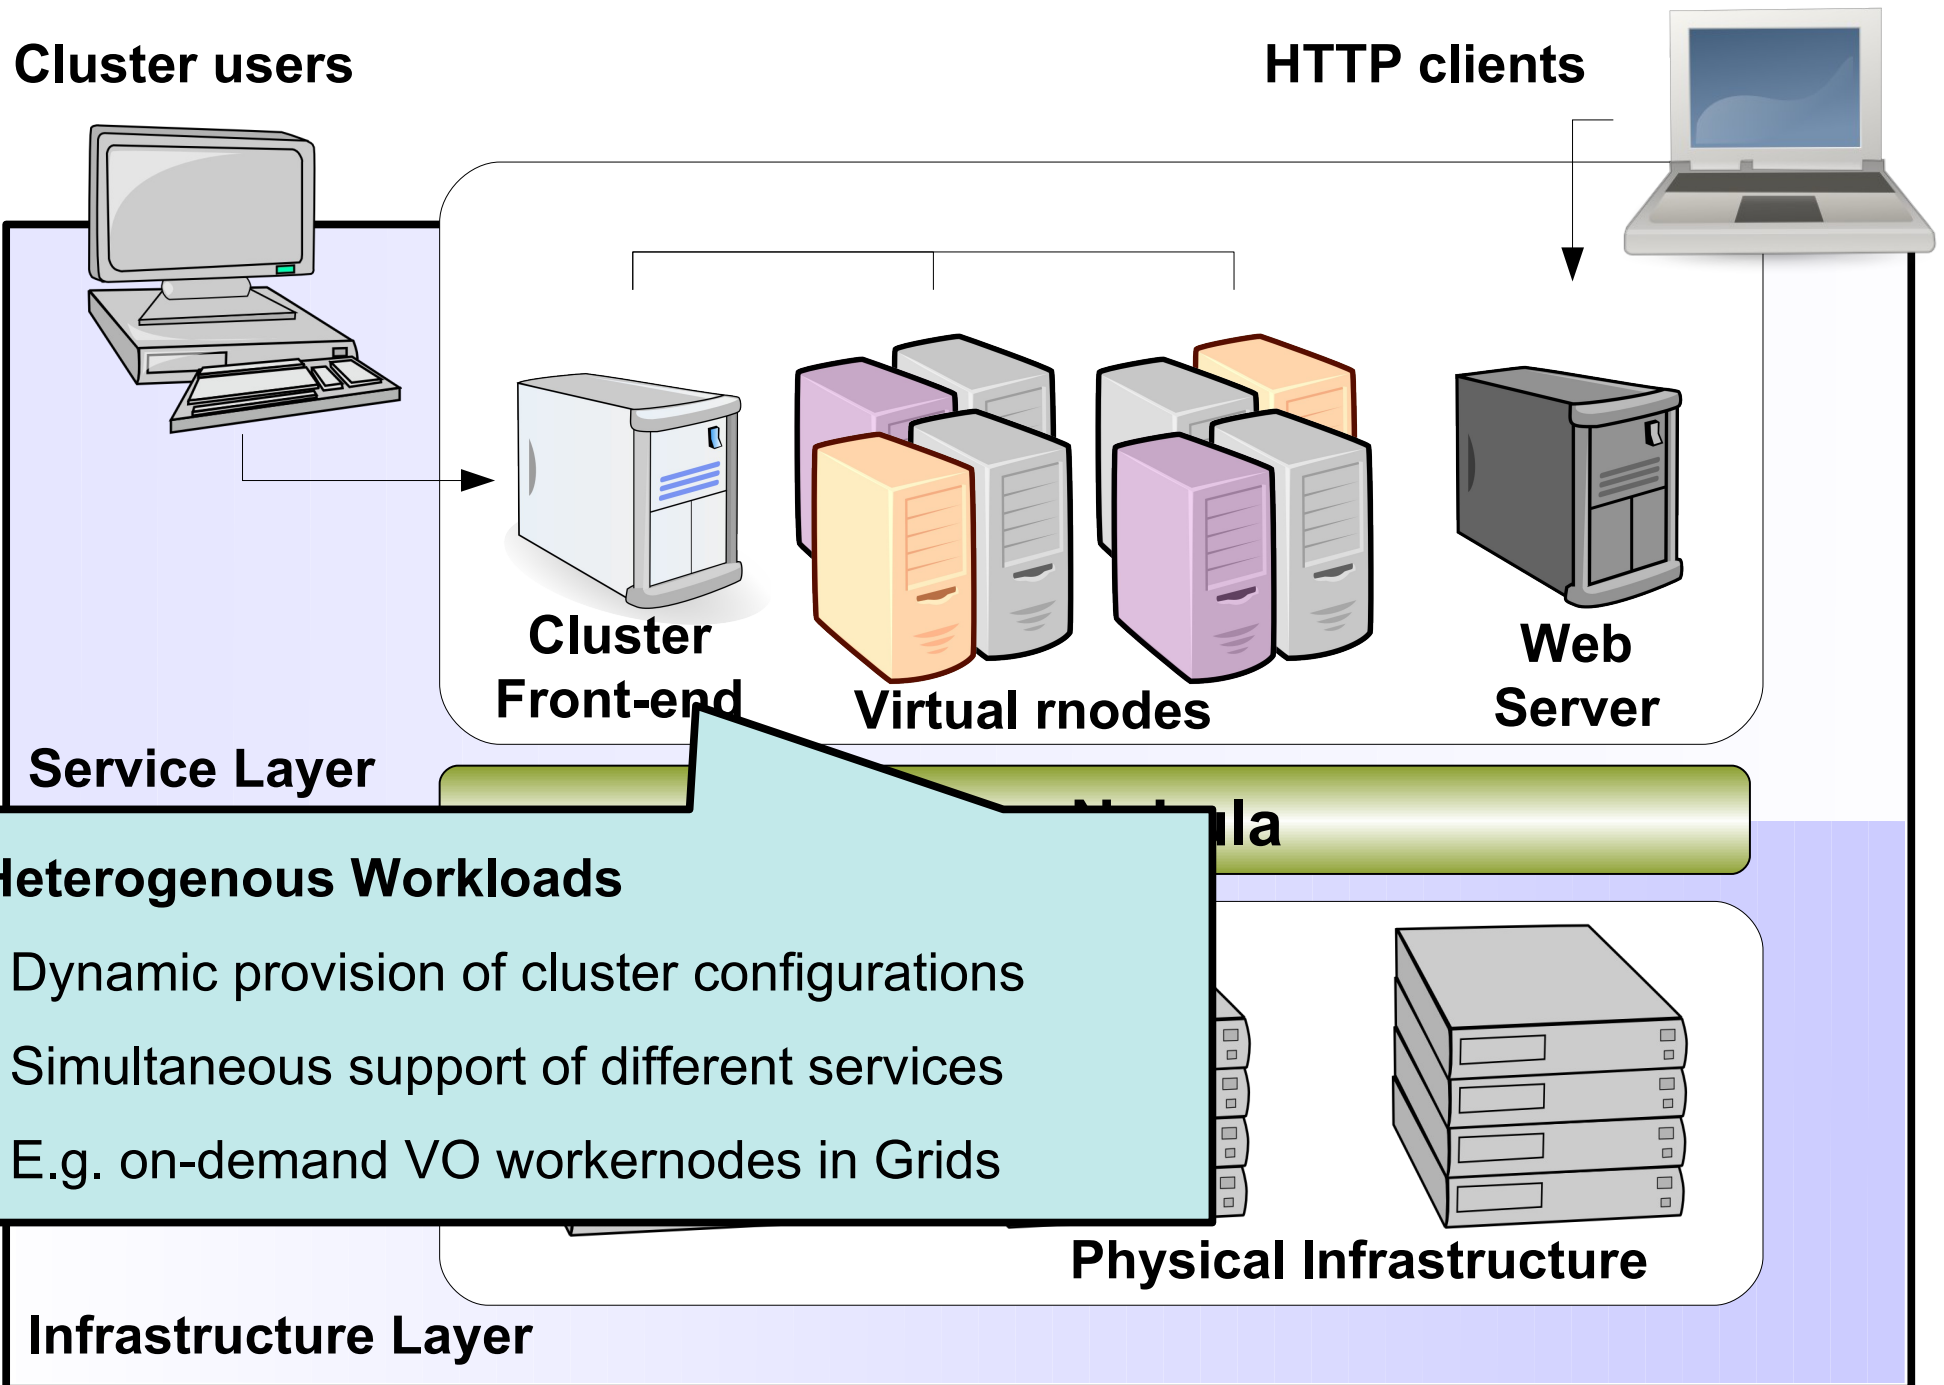 Cluster users
HTTP clients
Cluster
Front-end
Virtual rnodes
Web
Server
Service Layer
Heterogenous Workloads
Dynamic provision of cluster configurations
Simultaneous support of different services
E.g. on-demand VO workernodes in Grids
Physical Infrastructure
Infrastructure Layer